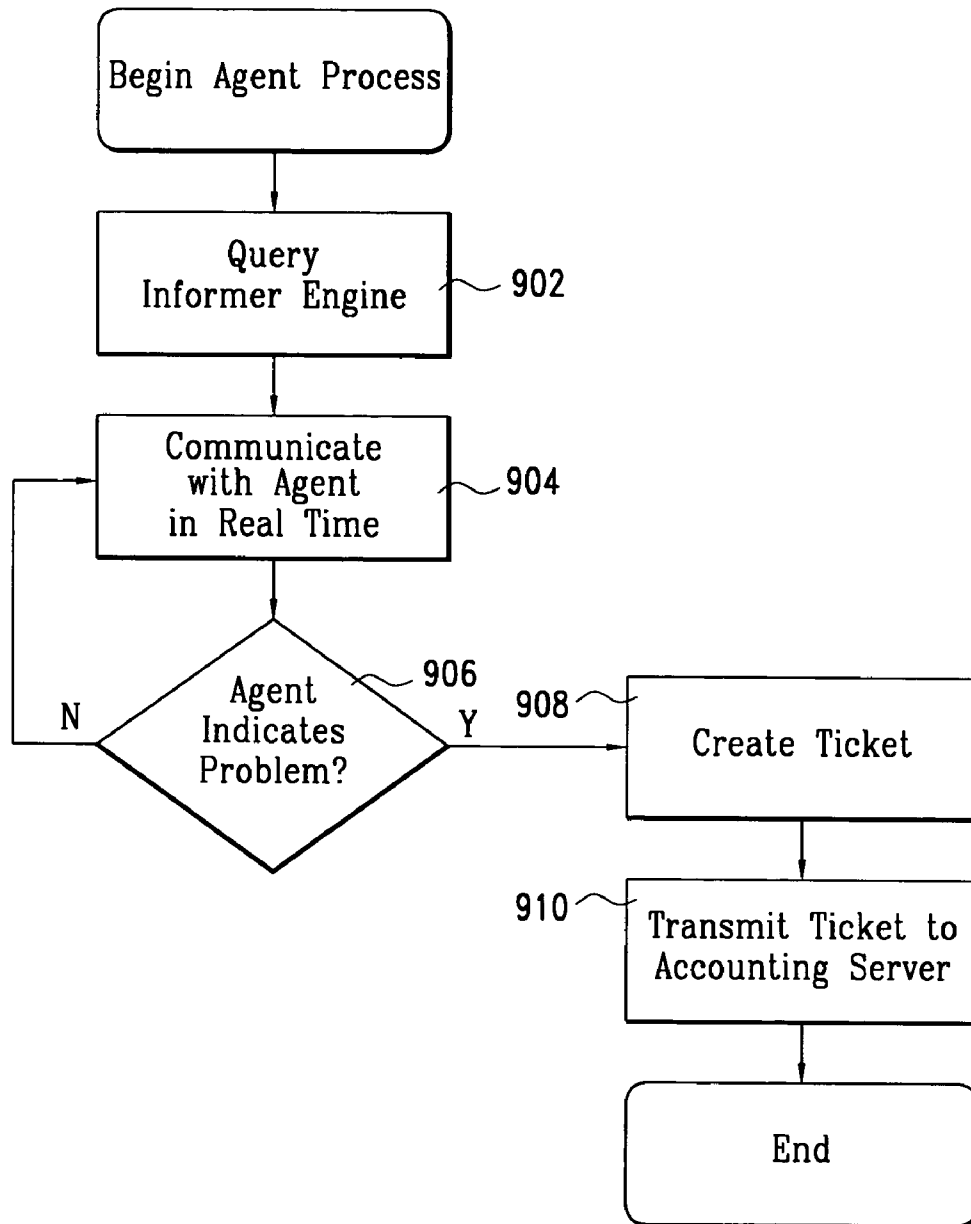 Begin Agent Process
Query
Informer Engine
902
Communicate
with Agent
in Real Time
904
Agent
Indicates
Problem?
906
N
Y
908
Create Ticket
910
Transmit Ticket to
Accounting Server
End